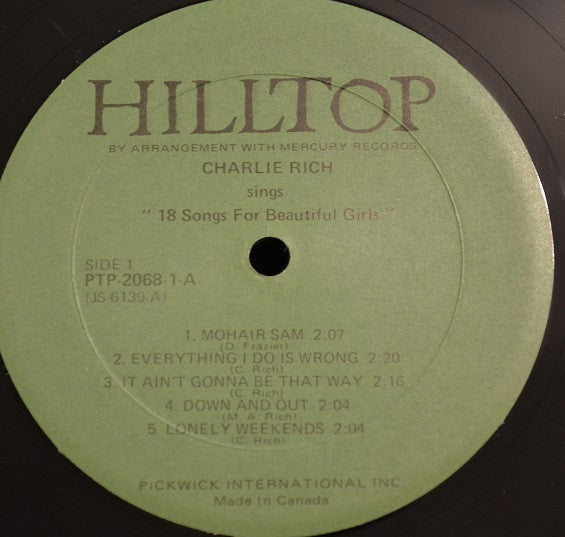 HILLTOP
BY ARRANGEMENT WITH MERCURY RECORDS
CHARLIE RICH
sings
" 18 Songs For Beautiful Girls "
SIDE 1
PTP-2068-1-A
(JS-6139-A)
1. MOHAIR SAM 2.07
(D. Frazier)
2. EVERYTHING I DO IS WRONG 2:20
(C. Rich)
3. IT AIN'T GONNA BE THAT WAY 2.16
(C. Rich)
4. DOWN AND OUT 2:04
(M. A. Rich)
5. LONELY WEEKENDS 2:04
(C. Rich)
PICKWICK INTERNATIONAL INC
Made In Canada